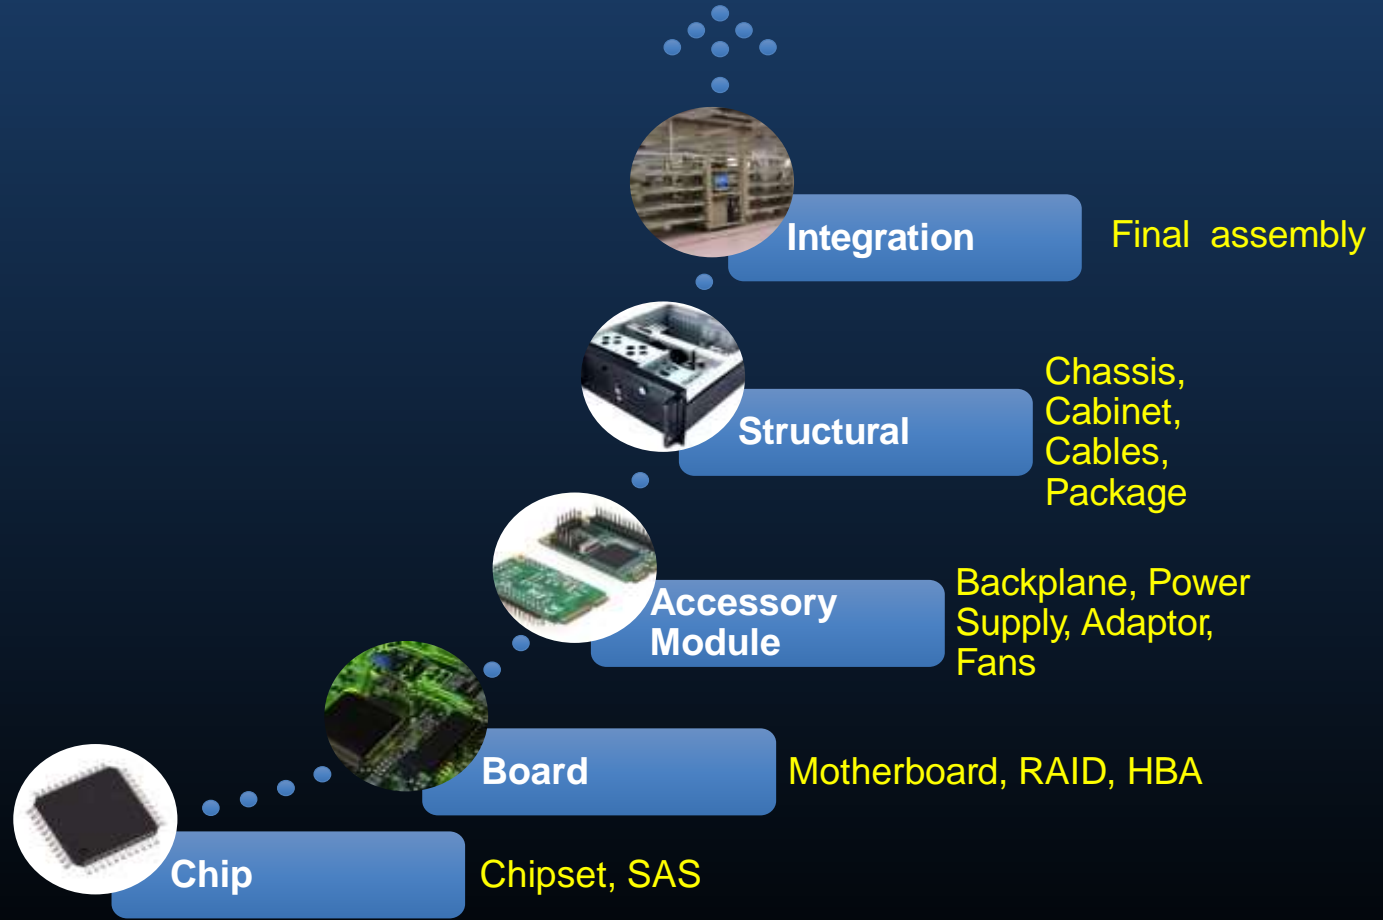 Integration
Final assembly
Structural
Chassis,
Cabinet,
Cables,
Package
Accessory
Module
Backplane, Power
Supply, Adaptor,
Fans
Board
Motherboard, RAID, HBA
Chip
Chipset, SAS